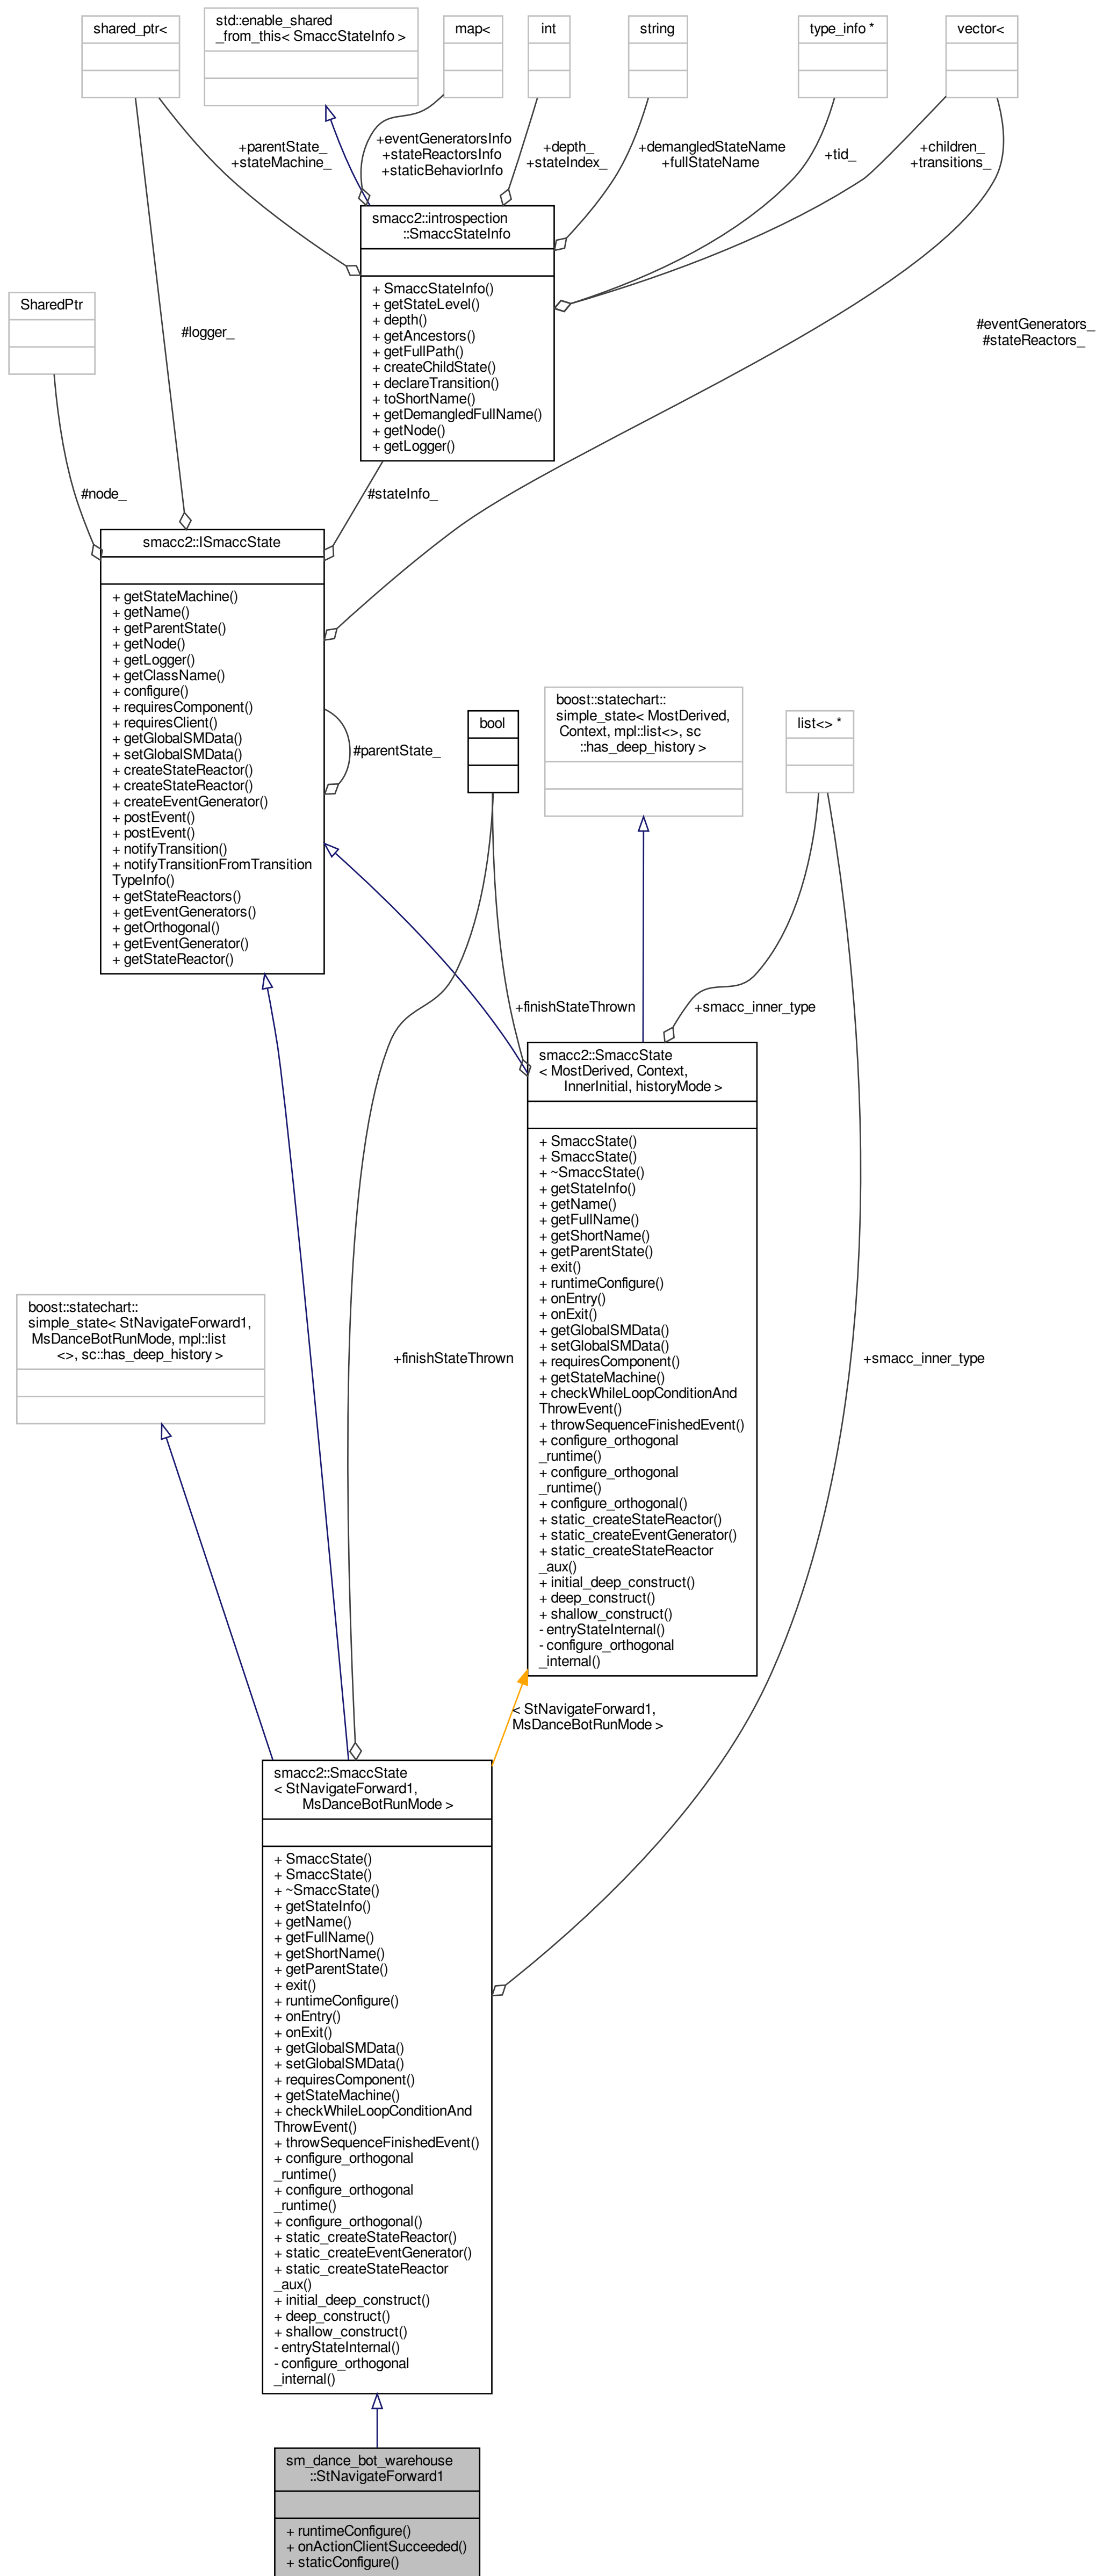 shared_ptr<
std::enable_shared
_from_this< SmaccStateInfo >
map<
int
string
type_info *
vector<
+parentState_
+stateMachine_
+eventGeneratorsInfo
+stateReactorsInfo
+staticBehaviorInfo
+depth_
+stateIndex_
+demangledStateName
+fullStateName
+tid_
+children_
+transitions_
smacc2::introspection
::SmaccStateInfo
+ SmaccStateInfo()
+ getStateLevel()
+ depth()
+ getAncestors()
+ getFullPath()
+ createChildState()
+ declareTransition()
+ toShortName()
+ getDemangledFullName()
+ getNode()
+ getLogger()
SharedPtr
#logger_
#eventGenerators_
#stateReactors_
#node_
#stateInfo_
smacc2::ISmaccState
+ getStateMachine()
+ getName()
+ getParentState()
+ getNode()
+ getLogger()
+ getClassName()
+ configure()
+ requiresComponent()
+ requiresClient()
+ getGlobalSMData()
+ setGlobalSMData()
+ createStateReactor()
+ createStateReactor()
+ createEventGenerator()
+ postEvent()
+ postEvent()
+ notifyTransition()
+ notifyTransitionFromTransition
TypeInfo()
+ getStateReactors()
+ getEventGenerators()
+ getOrthogonal()
+ getEventGenerator()
+ getStateReactor()
#parentState_
bool
boost::statechart::
simple_state< MostDerived,
Context, mpl::list<>, sc
::has_deep_history >
list<> *
+finishStateThrown
+smacc_inner_type
smacc2::SmaccState
< MostDerived, Context,
InnerInitial, historyMode >
+ SmaccState()
+ SmaccState()
+ ~SmaccState()
+ getStateInfo()
+ getName()
+ getFullName()
+ getShortName()
+ getParentState()
+ exit()
+ runtimeConfigure()
+ onEntry()
+ onExit()
+ getGlobalSMData()
+ setGlobalSMData()
+ requiresComponent()
+ getStateMachine()
+ checkWhileLoopConditionAnd
ThrowEvent()
+ throwSequenceFinishedEvent()
+ configure_orthogonal
_runtime()
+ configure_orthogonal
_runtime()
+ configure_orthogonal()
+ static_createStateReactor()
+ static_createEventGenerator()
+ static_createStateReactor
_aux()
+ initial_deep_construct()
+ deep_construct()
+ shallow_construct()
- entryStateInternal()
- configure_orthogonal
_internal()
boost::statechart::
simple_state< StNavigateForward1,
MsDanceBotRunMode, mpl::list
<>, sc::has_deep_history >
+finishStateThrown
+smacc_inner_type
< StNavigateForward1,
MsDanceBotRunMode >
smacc2::SmaccState
< StNavigateForward1,
MsDanceBotRunMode >
+ SmaccState()
+ SmaccState()
+ ~SmaccState()
+ getStateInfo()
+ getName()
+ getFullName()
+ getShortName()
+ getParentState()
+ exit()
+ runtimeConfigure()
+ onEntry()
+ onExit()
+ getGlobalSMData()
+ setGlobalSMData()
+ requiresComponent()
+ getStateMachine()
+ checkWhileLoopConditionAnd
ThrowEvent()
+ throwSequenceFinishedEvent()
+ configure_orthogonal
_runtime()
+ configure_orthogonal
_runtime()
+ configure_orthogonal()
+ static_createStateReactor()
+ static_createEventGenerator()
+ static_createStateReactor
_aux()
+ initial_deep_construct()
+ deep_construct()
+ shallow_construct()
- entryStateInternal()
- configure_orthogonal
_internal()
sm_dance_bot_warehouse
::StNavigateForward1
+ runtimeConfigure()
+ onActionClientSucceeded()
+ staticConfigure()